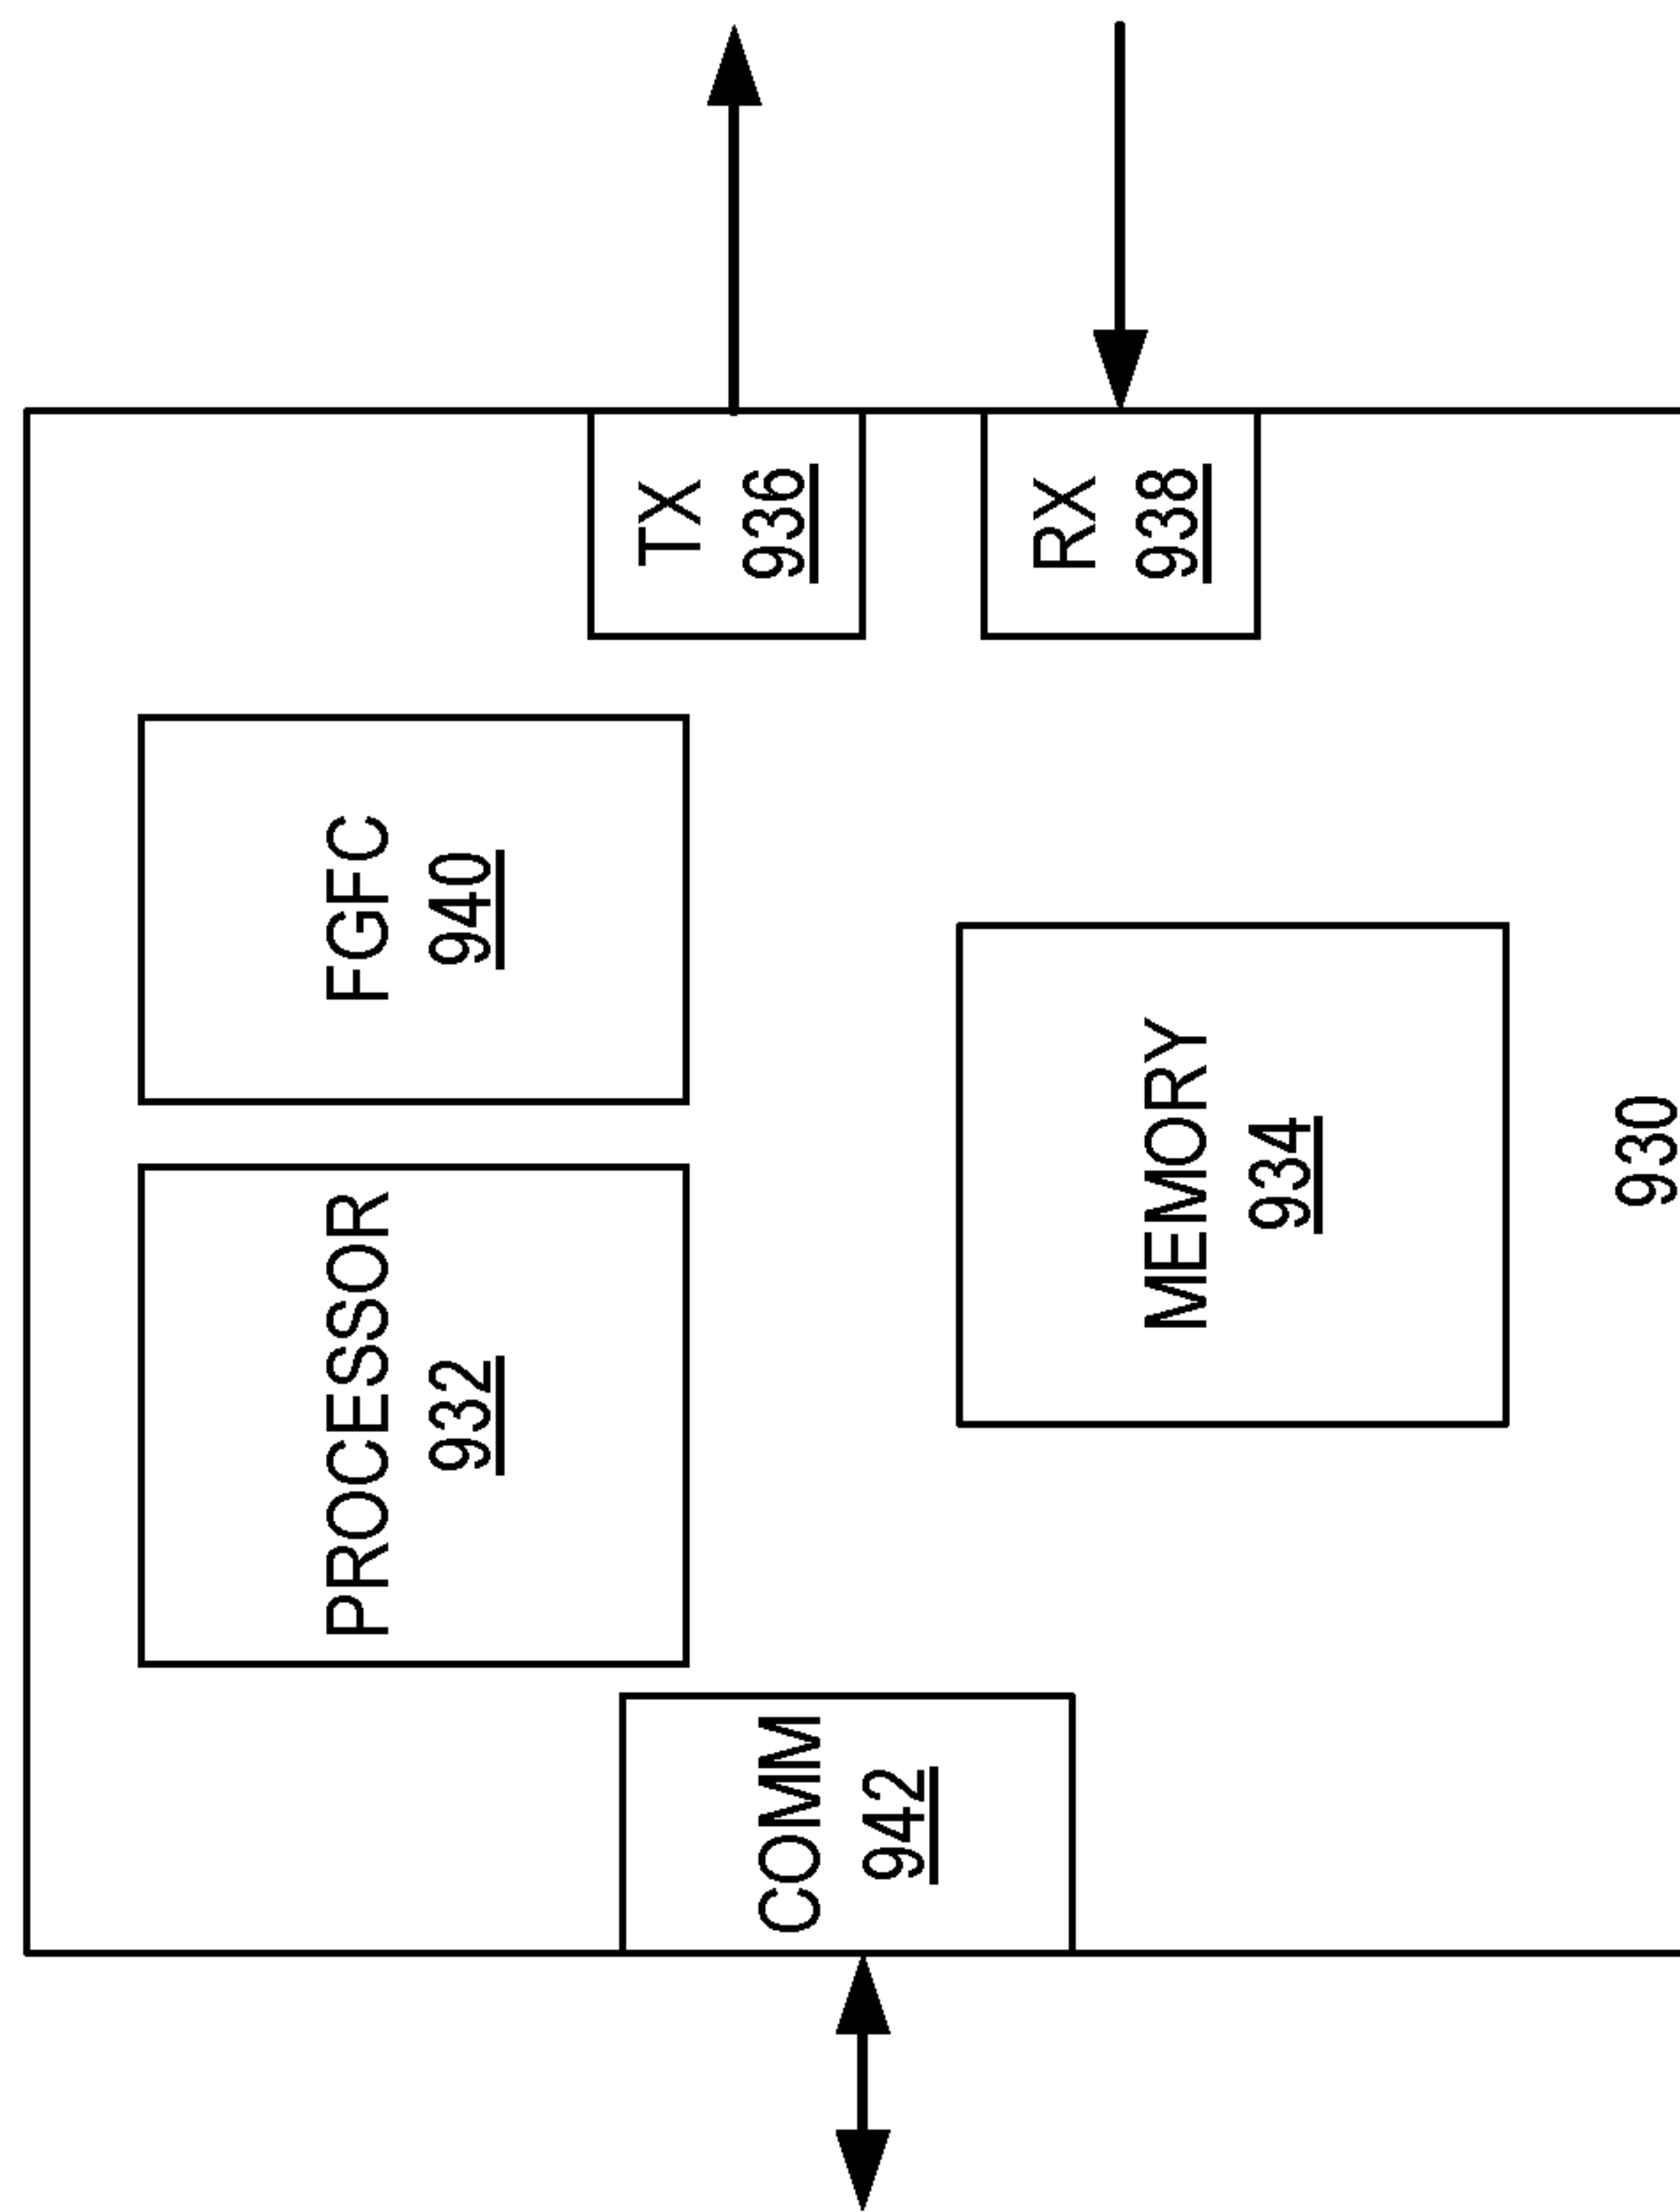 PROCESSOR
932
FGFC
940
TX
936
COMM
942
RX
938
MEMORY
934
930